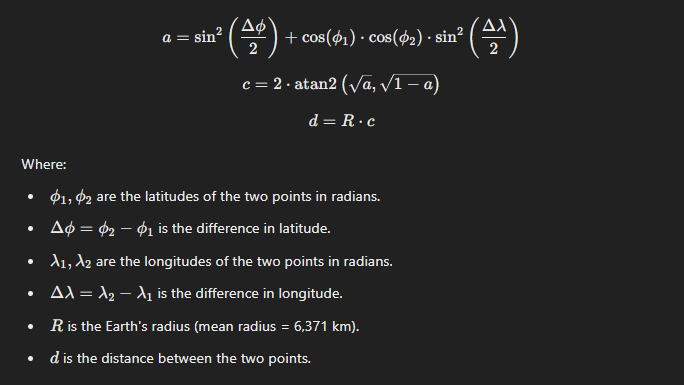 a = sin² (Δϕ/2) + cos(ϕ₁) · cos(ϕ₂) · sin² (Δλ/2)
c = 2 · atan2 (√a, √1 − a)
d = R · c
Where:
• ϕ₁, ϕ₂ are the latitudes of the two points in radians.
• Δϕ = ϕ₂ − ϕ₁ is the difference in latitude.
• λ₁, λ₂ are the longitudes of the two points in radians.
• Δλ = λ₂ − λ₁ is the difference in longitude.
• R is the Earth's radius (mean radius = 6,371 km).
• d is the distance between the two points.